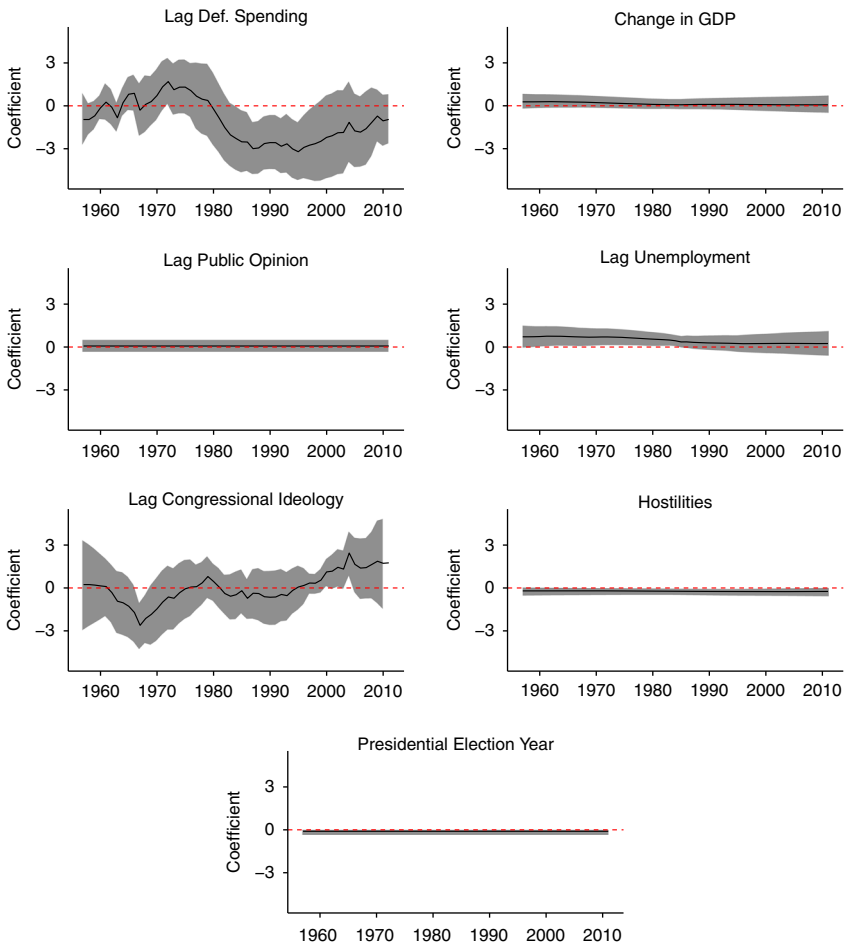 Lag Def. Spending
Coefficient
3
0
−3
1960 1970 1980 1990 2000 2010
Change in GDP
Coefficient
3
0
−3
1960 1970 1980 1990 2000 2010
Lag Public Opinion
Coefficient
3
0
−3
1960 1970 1980 1990 2000 2010
Lag Unemployment
Coefficient
3
0
−3
1960 1970 1980 1990 2000 2010
Lag Congressional Ideology
Coefficient
3
0
−3
1960 1970 1980 1990 2000 2010
Hostilities
Coefficient
3
0
−3
1960 1970 1980 1990 2000 2010
Presidential Election Year
Coefficient
3
0
−3
1960 1970 1980 1990 2000 2010